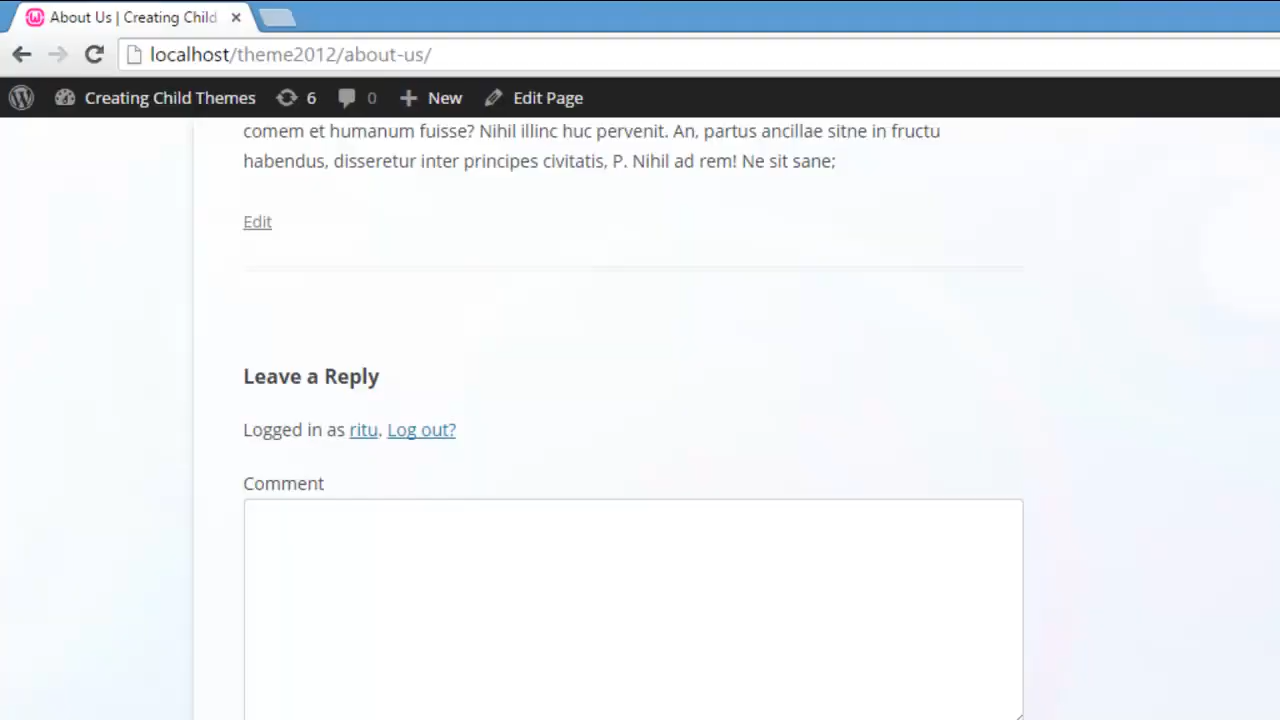 About Us | Creating Child
localhost/theme2012/about-us/
Creating Child Themes 6 0 New Edit Page
comem et humanum fuisse? Nihil illinc huc pervenit. An, partus ancillae sitne in fructu
habendus, disseretur inter principes civitatis, P. Nihil ad rem! Ne sit sane;
Edit
Leave a Reply
Logged in as ritu. Log out?
Comment